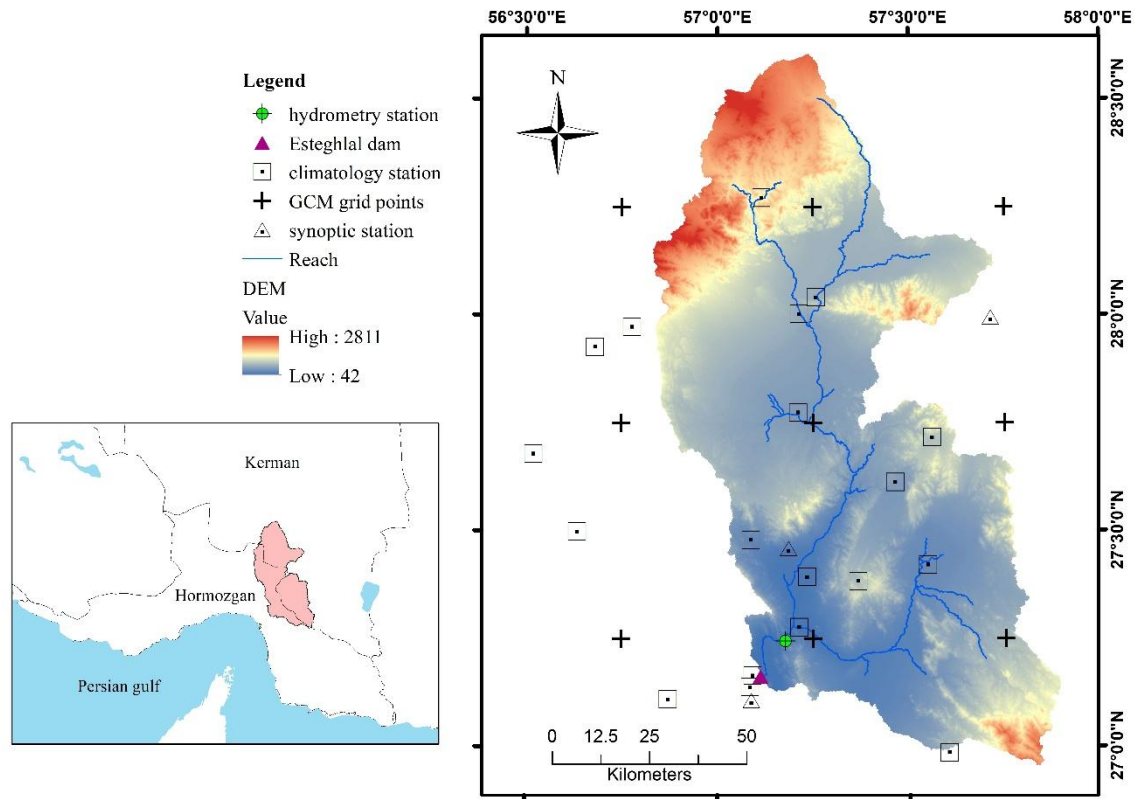 56°30'0"E 57°0'0"E 57°30'0"E 58°0'0"E
Legend
hydrometry station
Esteghlal dam
climatology station
GCM grid points
synoptic station
Reach
DEM
Value
High : 2811
Low : 42
N
28°30'0"N
28°0'0"N
27°30'0"N
27°0'0"N
0 12.5 25 50
Kilometers
Kerman
Hormozgan
Persian gulf